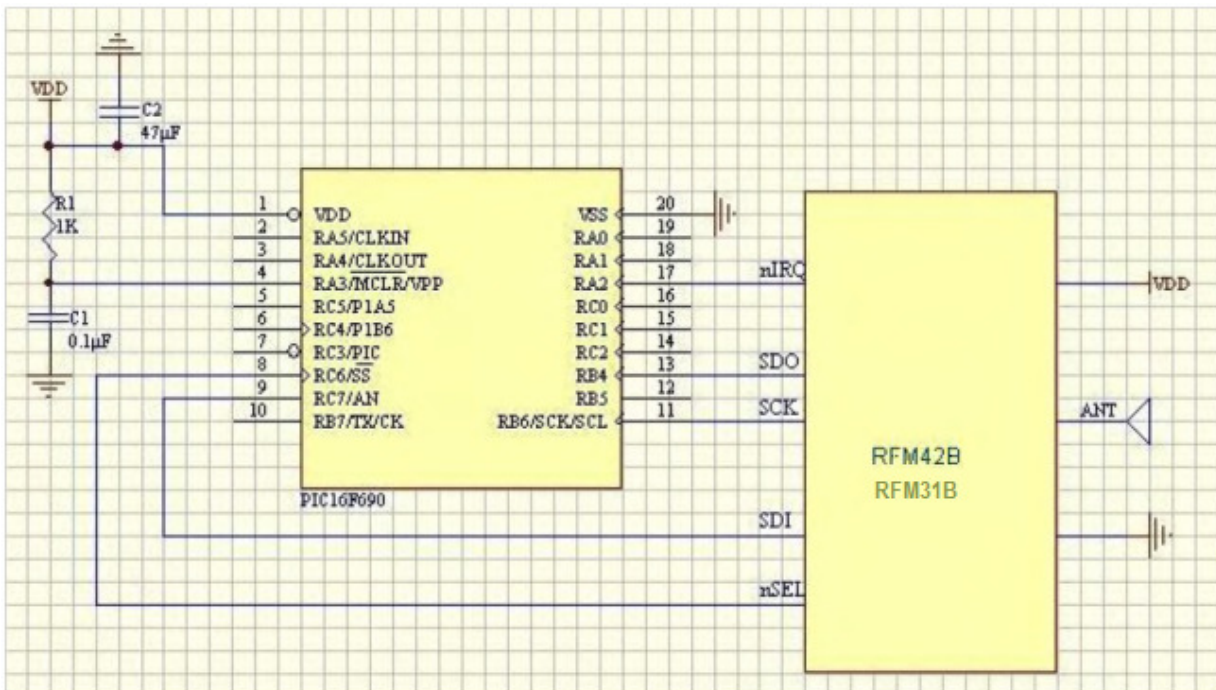 VDD
C2
47µF
R1
1K
C1
0.1µF
1 VDD
2 RA5/CLKIN
3 RA4/CLKOUT
4 RA3/MCLR/VPP
5 RC5/P1A5
6 RC4/P1B6
7 RC3/PIC
8 RC6/SS
9 RC7/AN
10 RB7/TX/CK
VSS 20
RA0 19
RA1 18
RA2 17
RC0 16
RC1 15
RC2 14
RB4 13
RB5 12
RB6/SCK/SCL 11
PIC16F690
nIRQ
SDO
SCK
SDI
nSEL
RFM42B
RFM31B
VDD
ANT